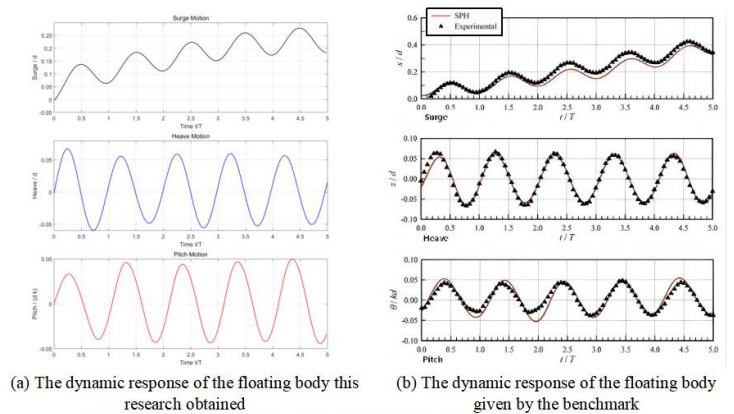 Surge Motion
Surge / d
0.25
0.2
0.15
0.1
0.05
0
-0.05
0 0.5 1 1.5 2 2.5 3 3.5 4 4.5 5
Time t/T
Heave Motion
Heave / d
0.05
0
-0.05
0 0.5 1 1.5 2 2.5 3 3.5 4 4.5 5
Time t/T
Pitch Motion
Pitch / (d k)
0.05
0
-0.05
0 0.5 1 1.5 2 2.5 3 3.5 4 4.5 5
Time t/T
(a) The dynamic response of the floating body this
research obtained
SPH
Experimental
x / d
0.6
0.4
0.2
0.0
0.0 0.5 1.0 1.5 2.0 2.5 3.0 3.5 4.0 4.5 5.0
Surge t / T
z / d
0.10
0.05
0.00
-0.05
-0.10
0.0 0.5 1.0 1.5 2.0 2.5 3.0 3.5 4.0 4.5 5.0
Heave t / T
θ / kd
0.10
0.05
0.00
-0.05
-0.10
0.0 0.5 1.0 1.5 2.0 2.5 3.0 3.5 4.0 4.5 5.0
Pitch t / T
(b) The dynamic response of the floating body
given by the benchmark